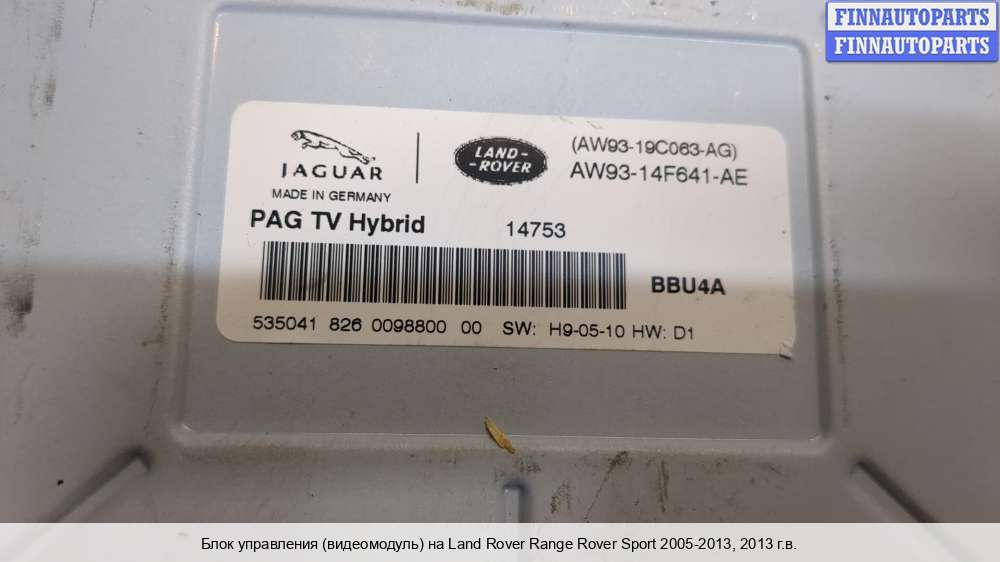 FINNAUTOPARTS
FINNAUTOPARTS
JAGUAR
MADE IN GERMANY
LAND-
-ROVER
(AW93-19C063-AG)
AW93-14F641-AE
PAG TV Hybrid 14753
BBU4A
535041 826 0098800 00 SW: H9-05-10 HW: D1
Блок управления (видеомодуль) на Land Rover Range Rover Sport 2005-2013, 2013 г.в.